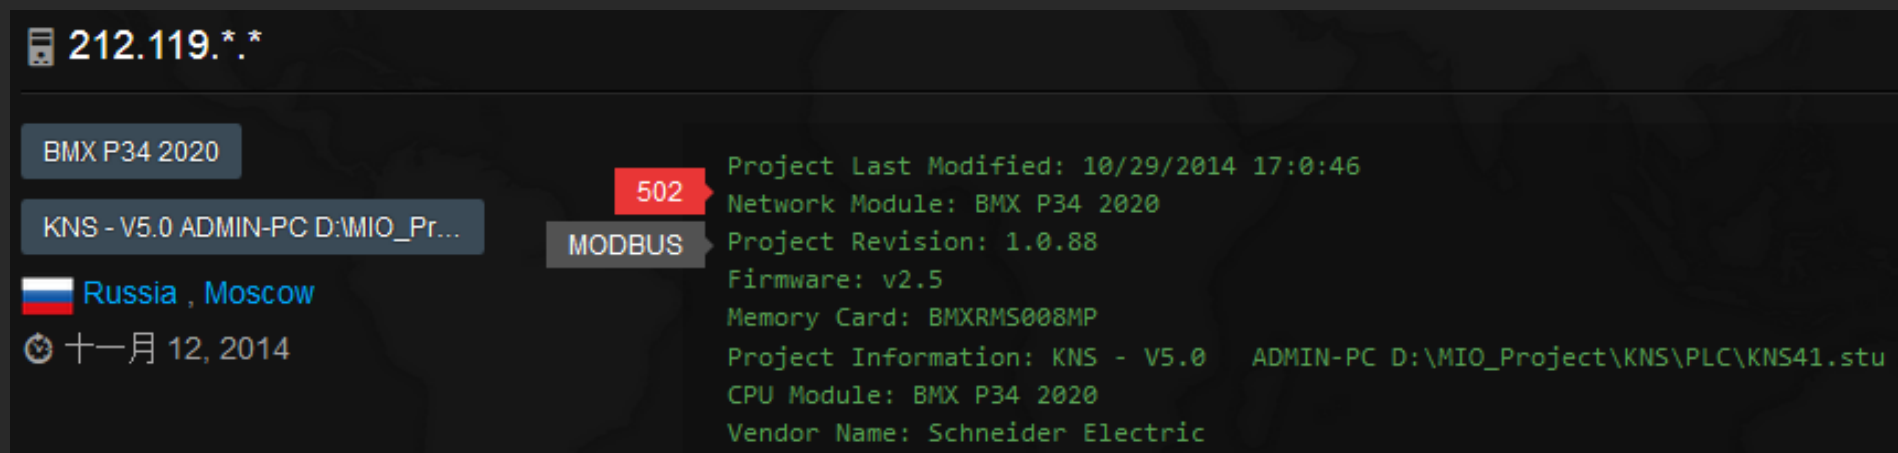 212.119.*.*
BMX P34 2020
KNS - V5.0 ADMIN-PC D:\MIO_Pr...
Russia , Moscow
十一月 12, 2014
502
MODBUS
Project Last Modified: 10/29/2014 17:0:46
Network Module: BMX P34 2020
Project Revision: 1.0.88
Firmware: v2.5
Memory Card: BMXRMS008MP
Project Information: KNS - V5.0   ADMIN-PC D:\MIO_Project\KNS\PLC\KNS41.stu
CPU Module: BMX P34 2020
Vendor Name: Schneider Electric